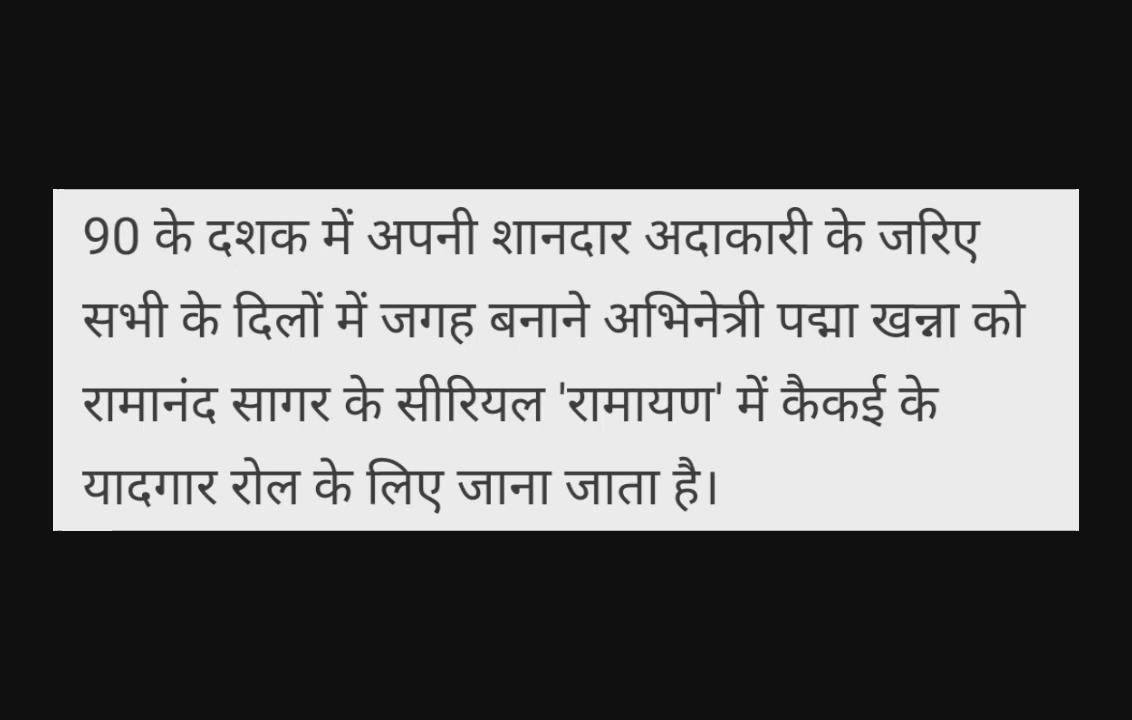 90 के दशक में अपनी शानदार अदाकारी के जरिए
सभी के दिलों में जगह बनाने अभिनेत्री पद्मा खन्ना को
रामानंद सागर के सीरियल 'रामायण' में कैकई के
यादगार रोल के लिए जाना जाता है।